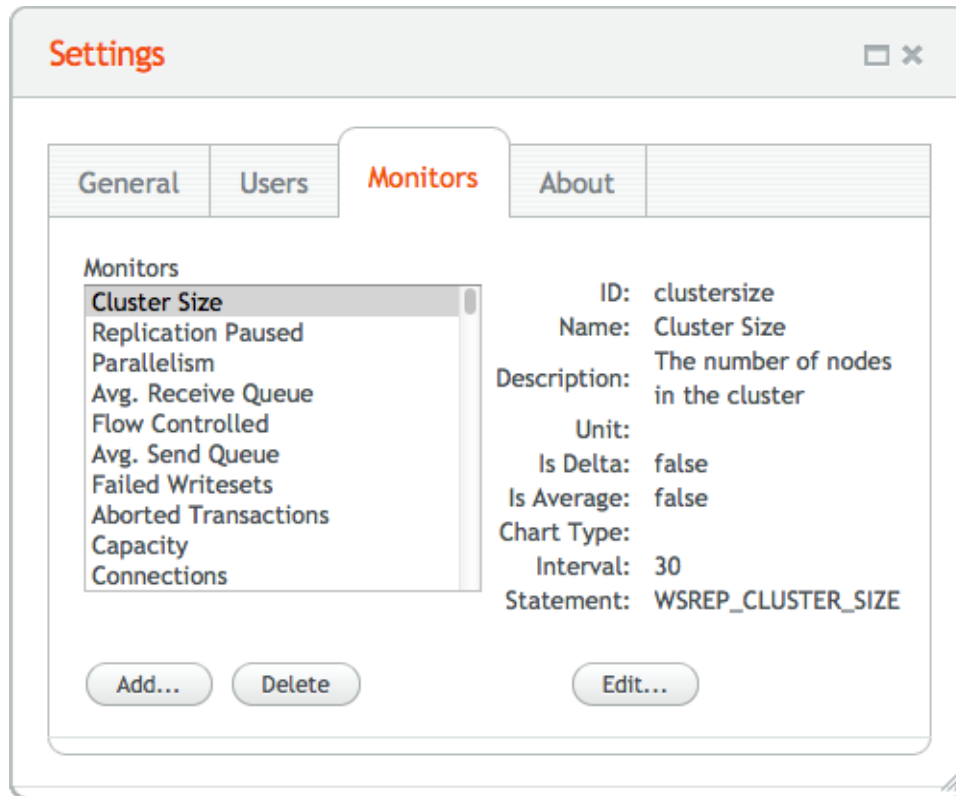 Settings
General Users Monitors About
Monitors
Cluster Size
Replication Paused
Parallelism
Avg. Receive Queue
Flow Controlled
Avg. Send Queue
Failed Writesets
Aborted Transactions
Capacity
Connections
ID: clustersize
Name: Cluster Size
Description: The number of nodes
in the cluster
Unit:
Is Delta: false
Is Average: false
Chart Type:
Interval: 30
Statement: WSREP_CLUSTER_SIZE
Add... Delete Edit...